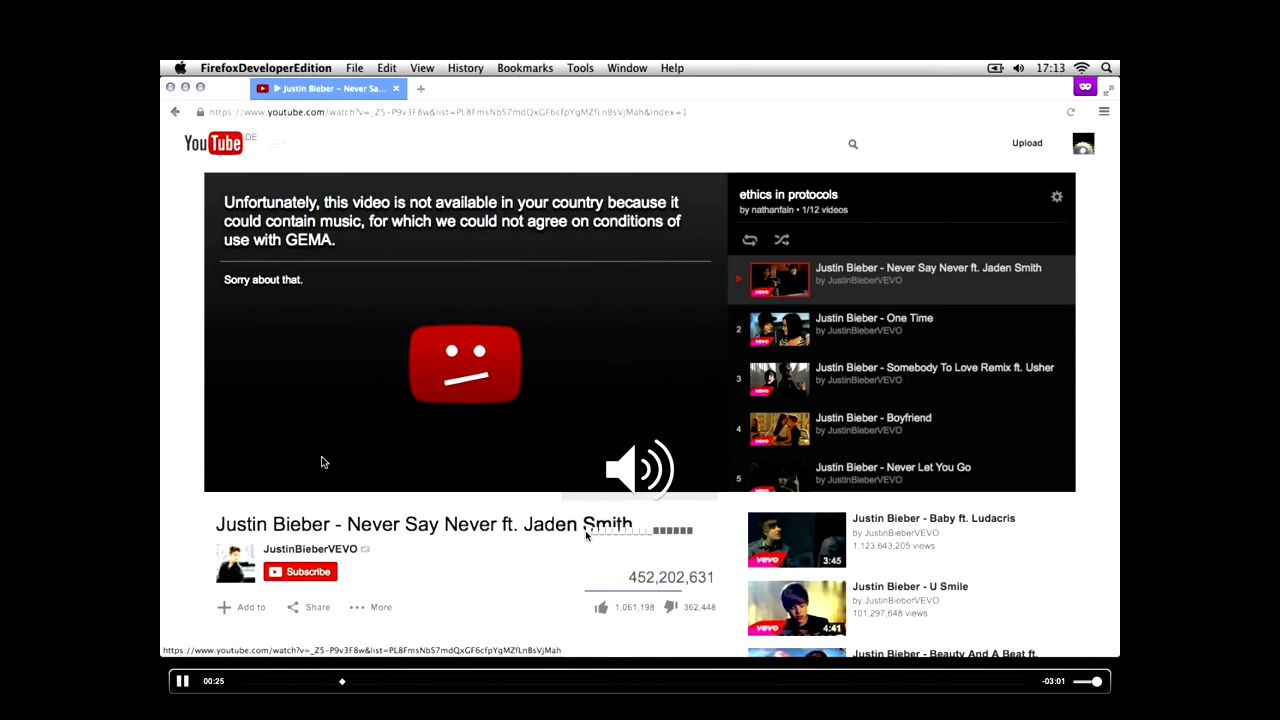 FirefoxDeveloperEdition File Edit View History Bookmarks Tools Window Help 17:13
Justin Bieber – Never Sa...
https://www.youtube.com/watch?v=_Z5-P9v3F8w&list=PL8FmsNbS7mdQxGF6cfpYgMZfLnBsVjMah&index=1
YouTube DE
Upload
Unfortunately, this video is not available in your country because it
could contain music, for which we could not agree on conditions of
use with GEMA.
Sorry about that.
ethics in protocols
by nathanfain • 1/12 videos
Justin Bieber - Never Say Never ft. Jaden Smith
by JustinBieberVEVO
vevo
2
Justin Bieber - One Time
by JustinBieberVEVO
vevo
3
Justin Bieber - Somebody To Love Remix ft. Usher
by JustinBieberVEVO
vevo
4
Justin Bieber - Boyfriend
by JustinBieberVEVO
vevo
5
Justin Bieber - Never Let You Go
by JustinBieberVEVO
vevo
Justin Bieber - Never Say Never ft. Jaden Smith
JustinBieberVEVO
Subscribe
452,202,631
Add to Share More
1,061,198 362,448
Justin Bieber - Baby ft. Ludacris
by JustinBieberVEVO
1,123,643,205 views
vevo 3:45
Justin Bieber - U Smile
by JustinBieberVEVO
101,297,648 views
vevo 4:41
Justin Bieber - Beauty And A Beat ft.
https://www.youtube.com/watch?v=_Z5-P9v3F8w&list=PL8FmsNbS7mdQxGF6cfpYgMZfLnBsVjMah
00:25 -03:01